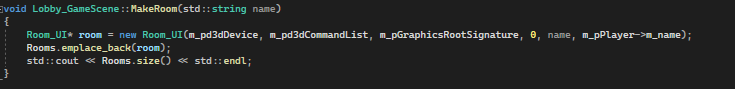 void Lobby_GameScene::MakeRoom(std::string name)
{
Room_UI* room = new Room_UI(m_pd3dDevice, m_pd3dCommandList, m_pGraphicsRootSignature, 0, name, m_pPlayer->m_name);
Rooms.emplace_back(room);
std::cout << Rooms.size() << std::endl;
}